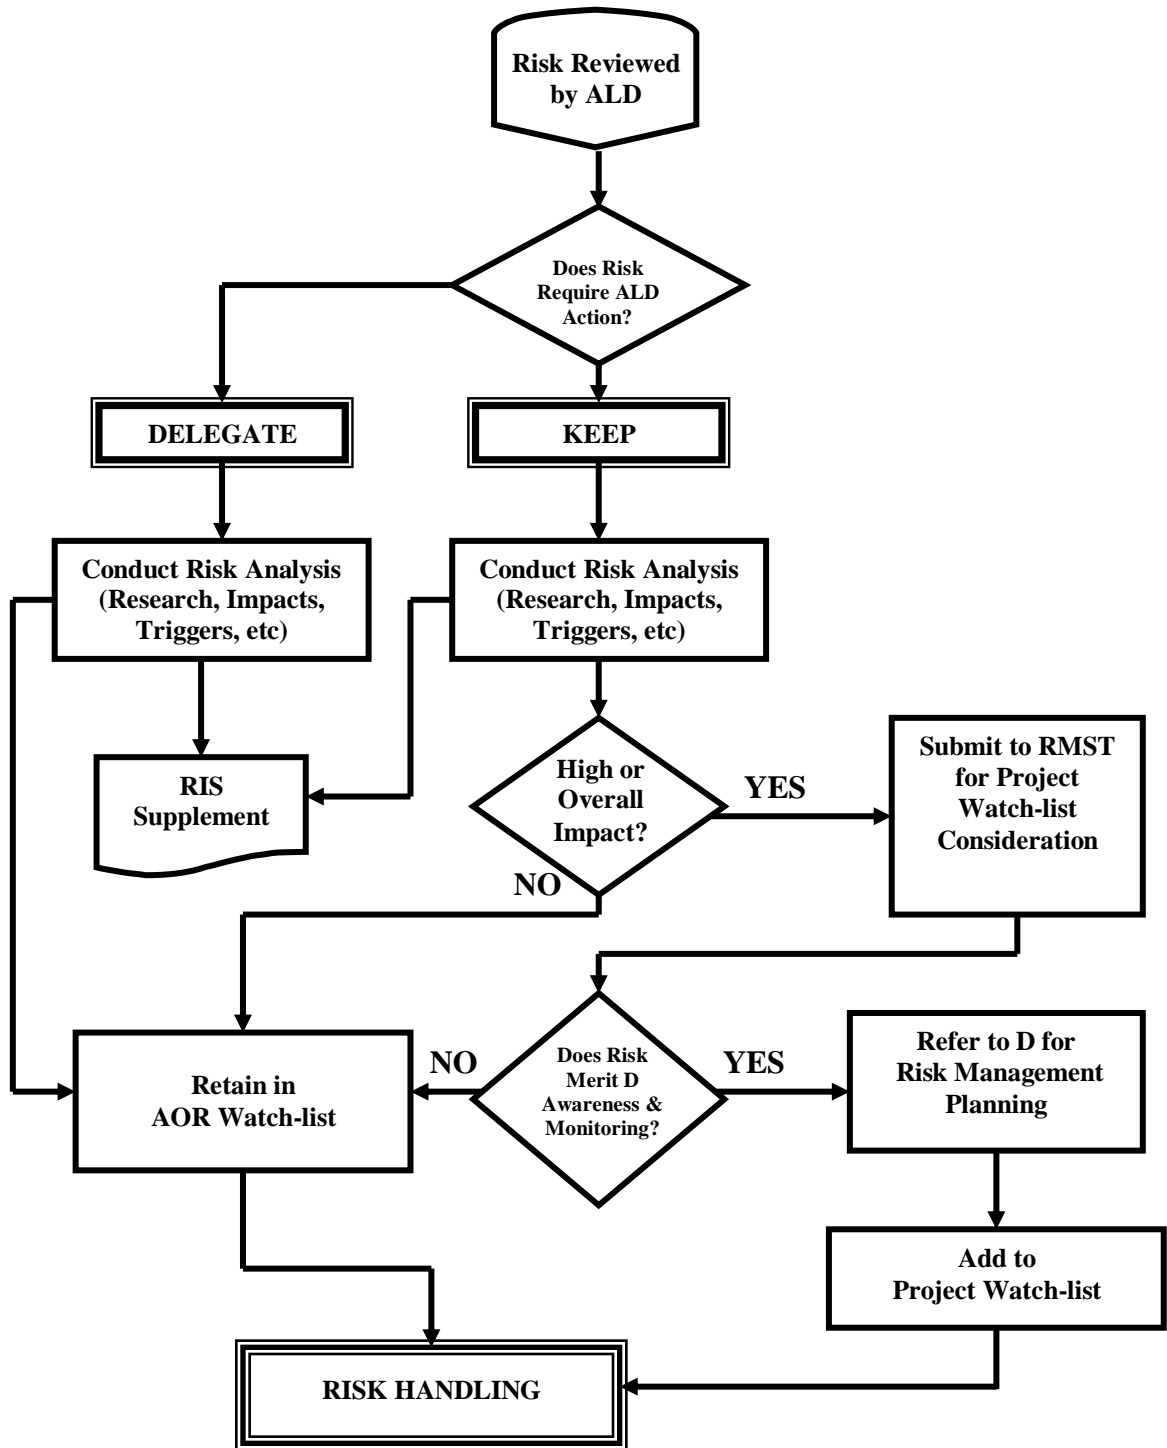 Risk Reviewed
by ALD
Does Risk
Require ALD
Action?
DELEGATE
KEEP
Conduct Risk Analysis
(Research, Impacts,
Triggers, etc)
Conduct Risk Analysis
(Research, Impacts,
Triggers, etc)
RIS
Supplement
High or
Overall
Impact?
YES
NO
Submit to RMST
for Project
Watch-list
Consideration
Retain in
AOR Watch-list
NO
Does Risk
Merit D
Awareness &
Monitoring?
YES
Refer to D for
Risk Management
Planning
Add to
Project Watch-list
RISK HANDLING